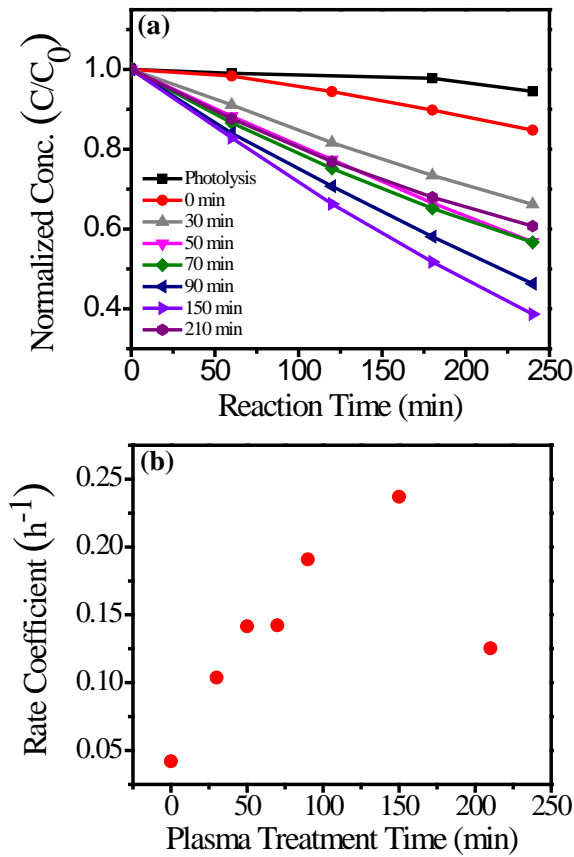 (a)
Normalized Conc. (C/C0)
1.0
0.8
0.6
0.4
Photolysis
0 min
30 min
50 min
70 min
90 min
150 min
210 min
0 50 100 150 200 250
Reaction Time (min)
(b)
Rate Coefficient (h-1)
0.25
0.20
0.15
0.10
0.05
0 50 100 150 200 250
Plasma Treatment Time (min)